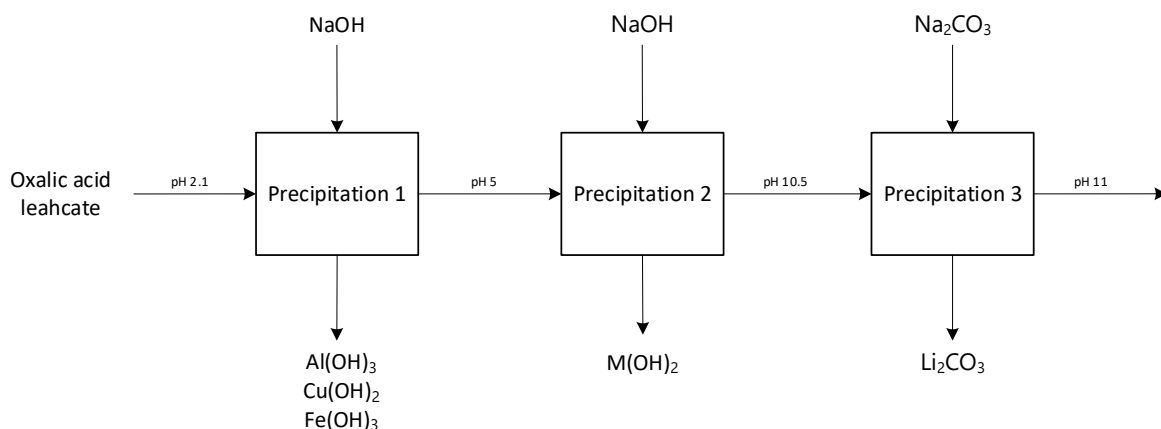 NaOH
NaOH
Na₂CO₃
Oxalic acid
leahcate
pH 2.1
Precipitation 1
pH 5
Precipitation 2
pH 10.5
Precipitation 3
pH 11
Al(OH)₃
Cu(OH)₂
Fe(OH)₃
M(OH)₂
Li₂CO₃